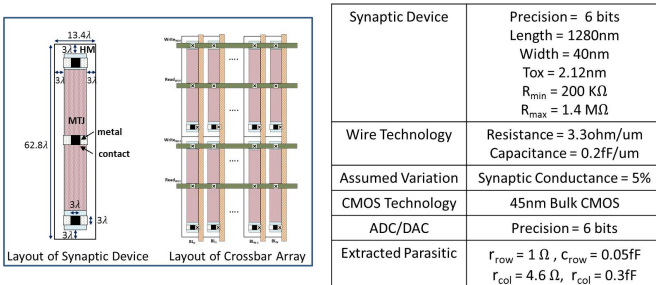 13.4λ
3λ HM
3λ
3λ
MTJ
metal
contact
62.8λ
3λ
3λ
3λ
Layout of Synaptic Device
....
....
....
....
Layout of Crossbar Array
Synaptic Device
Precision = 6 bits
Length = 1280nm
Width = 40nm
Tox = 2.12nm
Rmin = 200 KΩ
Rmax = 1.4 MΩ
Wire Technology
Resistance = 3.3ohm/um
Capacitance = 0.2fF/um
Assumed Variation
Synaptic Conductance = 5%
CMOS Technology
45nm Bulk CMOS
ADC/DAC
Precision = 6 bits
Extracted Parasitic
rrow = 1 Ω , crow = 0.05fF
rcol = 4.6 Ω, rcol = 0.3fF